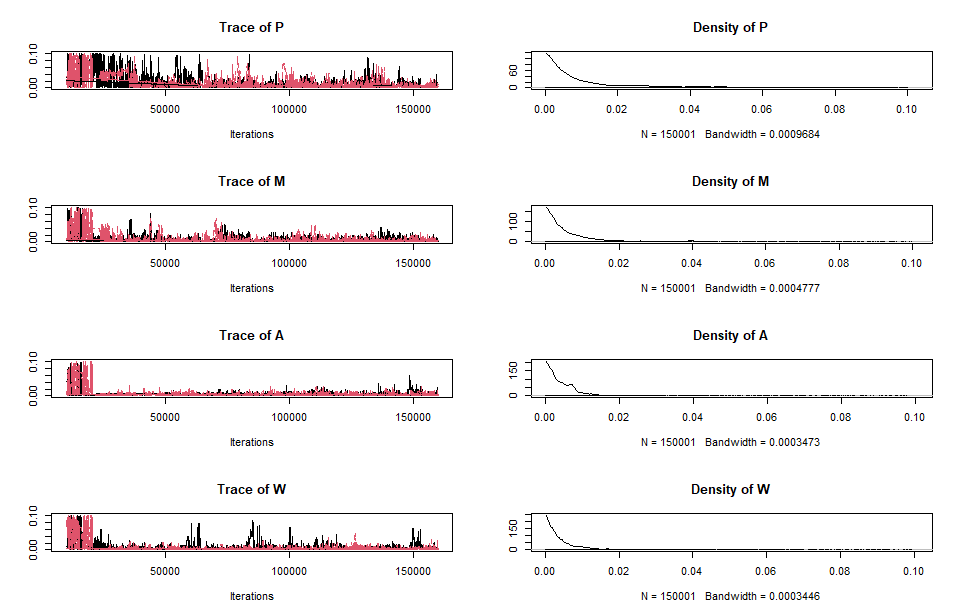 Trace of P
0.00 0.10
50000 100000 150000
Iterations
Density of P
0 60
0.00 0.02 0.04 0.06 0.08 0.10
N = 150001 Bandwidth = 0.0009684
Trace of M
0.00 0.10
50000 100000 150000
Iterations
Density of M
0 100
0.00 0.02 0.04 0.06 0.08 0.10
N = 150001 Bandwidth = 0.0004777
Trace of A
0.00 0.10
50000 100000 150000
Iterations
Density of A
0 150
0.00 0.02 0.04 0.06 0.08 0.10
N = 150001 Bandwidth = 0.0003473
Trace of W
0.00 0.10
50000 100000 150000
Iterations
Density of W
0 150
0.00 0.02 0.04 0.06 0.08 0.10
N = 150001 Bandwidth = 0.0003446